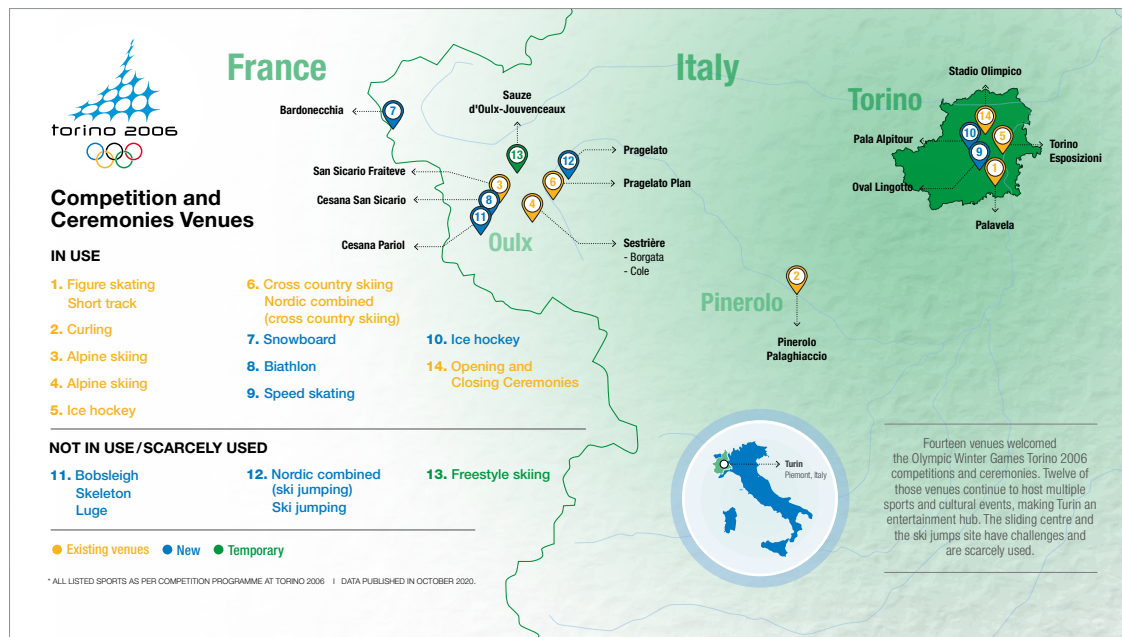 torino 2006
Competition and
Ceremonies Venues
IN USE
1. Figure skating
Short track
2. Curling
3. Alpine skiing
4. Alpine skiing
5. Ice hockey
6. Cross country skiing
Nordic combined
(cross country skiing)
7. Snowboard
8. Biathlon
9. Speed skating
10. Ice hockey
14. Opening and
Closing Ceremonies
NOT IN USE/SCARCELY USED
11. Bobsleigh
Skeleton
Luge
12. Nordic combined
(ski jumping)
Ski jumping
13. Freestyle skiing
Existing venues
New
Temporary
* ALL LISTED SPORTS AS PER COMPETITION PROGRAMME AT TORINO 2006 I DATA PUBLISHED IN OCTOBER 2020.
France
Italy
Bardonecchia
7
Sauze
d'Oulx-Jouvenceaux
13
12
Pragelato
San Sicario Fraiteve
3
6
Pragelato Plan
Cesana San Sicario
8
4
11
Cesana Pariol
Oulx
Sestrière
- Borgata
- Cole
Torino
Stadio Olimpico
14
Pala Alpitour
10
5
Torino
Esposizioni
9
Oval Lingotto
1
Palavela
2
Pinerolo
Pinerolo
Palaghiaccio
Turin
Piemont, Italy
Fourteen venues welcomed
the Olympic Winter Games Torino 2006
competitions and ceremonies. Twelve of
those venues continue to host multiple
sports and cultural events, making Turin an
entertainment hub. The sliding centre and
the ski jumps site have challenges and
are scarcely used.